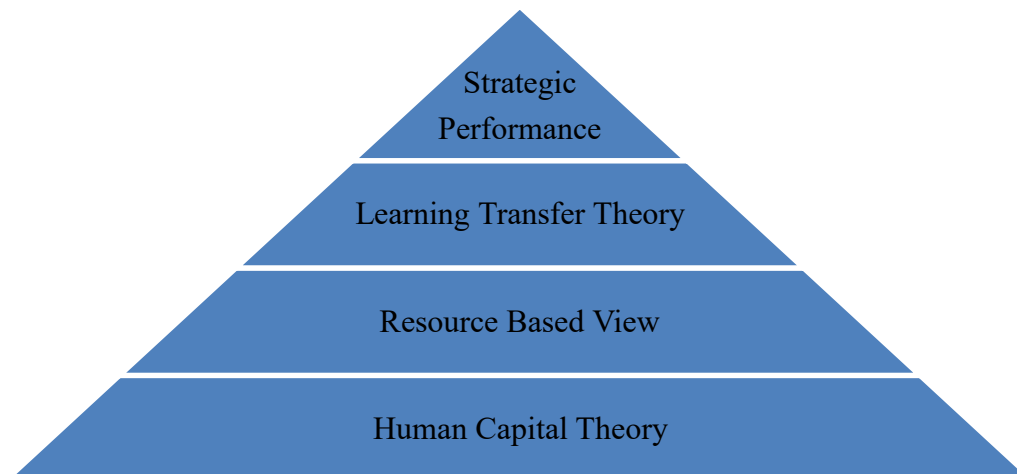 Strategic
Performance
Learning Transfer Theory
Resource Based View
Human Capital Theory